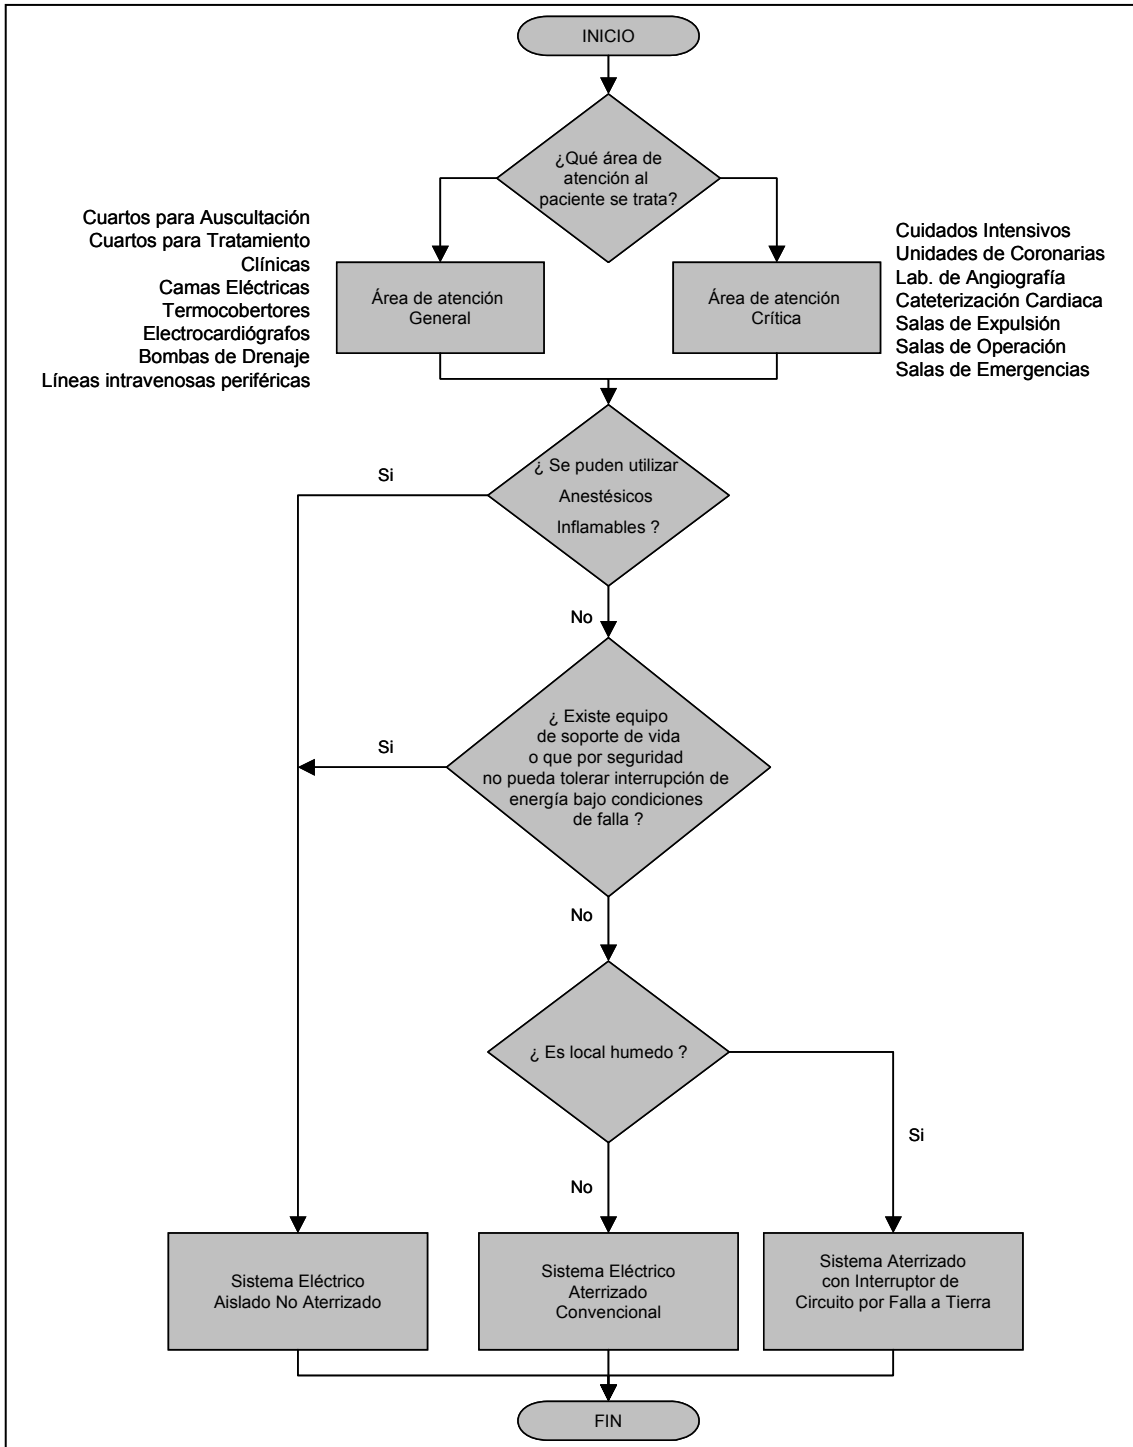 INICIO
¿Qué área de
atención al
paciente se trata?
Cuartos para Auscultación
Cuartos para Tratamiento
Clínicas
Camas Eléctricas
Termocobertores
Electrocardiógrafos
Bombas de Drenaje
Líneas intravenosas periféricas
Área de atención
General
Área de atención
Crítica
Cuidados Intensivos
Unidades de Coronarias
Lab. de Angiografía
Cateterización Cardiaca
Salas de Expulsión
Salas de Operación
Salas de Emergencias
¿ Se puden utilizar
Anestésicos
Inflamables ?
Si
No
¿ Existe equipo
de soporte de vida
o que por seguridad
no pueda tolerar interrupción de
energía bajo condiciones
de falla ?
Si
No
¿ Es local humedo ?
Si
No
Sistema Eléctrico
Aislado No Aterrizado
Sistema Eléctrico
Aterrizado
Convencional
Sistema Aterrizado
con Interruptor de
Circuito por Falla a Tierra
FIN